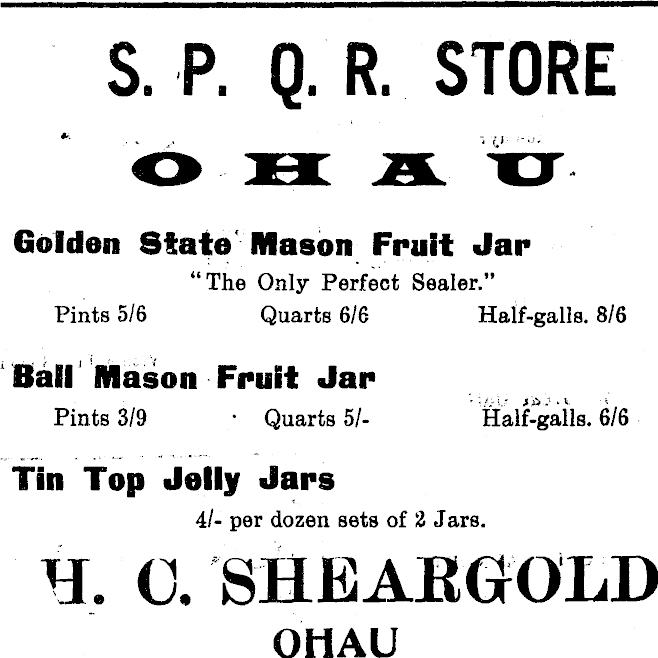 S. P. Q. R. STORE
OHAU.
Golden State Mason Fruit Jar
"The Only Perfect Sealer."
Pints 5/6 Quarts 6/6 Half-galls. 8/6
Ball Mason Fruit Jar
Pints 3/9 Quarts 5/- Half-galls. 6/6
Tin Top Jelly Jars
4/- per dozen sets of 2 Jars.
H. C. SHEARGOLD
OHAU